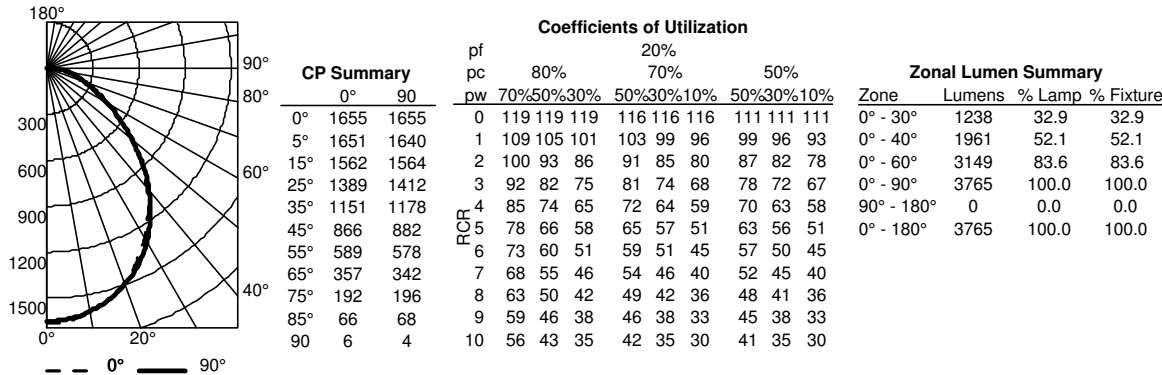 180°
90°
80°
60°
40°
300
600
900
1200
1500
0° 20°
0° 90°
CP Summary
0° 90
0° 1655 1655
5° 1651 1640
15° 1562 1564
25° 1389 1412
35° 1151 1178
45° 866 882
55° 589 578
65° 357 342
75° 192 196
85° 66 68
90 6 4
Coefficients of Utilization
pf 20%
pc 80% 70% 50%
pw 70%50%30% 50%30%10% 50%30%10%
RCR
0 119 119 119 116 116 116 111 111 111
1 109 105 101 103 99 96 99 96 93
2 100 93 86 91 85 80 87 82 78
3 92 82 75 81 74 68 78 72 67
4 85 74 65 72 64 59 70 63 58
5 78 66 58 65 57 51 63 56 51
6 73 60 51 59 51 45 57 50 45
7 68 55 46 54 46 40 52 45 40
8 63 50 42 49 42 36 48 41 36
9 59 46 38 46 38 33 45 38 33
10 56 43 35 42 35 30 41 35 30
Zonal Lumen Summary
Zone Lumens % Lamp % Fixture
0° - 30° 1238 32.9 32.9
0° - 40° 1961 52.1 52.1
0° - 60° 3149 83.6 83.6
0° - 90° 3765 100.0 100.0
90° - 180° 0 0.0 0.0
0° - 180° 3765 100.0 100.0